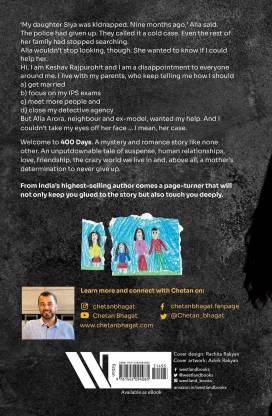 ‘My daughter Siya was kidnapped. Nine months ago,’ Alia said.
The police had given up. They called it a cold case. Even the rest of
her family had stopped searching.
Alia wouldn't stop looking, though. She wanted to know if I could
help her.
Hi, I am Keshav Rajpurohit and I am a disappointment to everyone
around me. I live with my parents, who keep telling me how I should
a) get married
b) focus on my IPS exams
c) meet more people and
d) close my detective agency
But Alia Arora, neighbour and ex-model, wanted my help. And I
couldn't take my eyes off her face ... I mean, her case.
Welcome to 400 Days. A mystery and romance story like none
other. An unputdownable tale of suspense, human relationships,
love, friendship, the crazy world we live in and, above all, a mother's
determination to never give up.
From India's highest-selling author comes a page-turner that will
not only keep you glued to the story but also touch you deeply.
Learn more and connect with Chetan on:
chetanbhagat
chetanbhagat.fanpage
Chetan Bhagat
@Chetan_bhagat
www.chetanbhagat.com
Cover design: Rachita Rakyan
Cover artwork: Advik Rakyan
westlandbooks
@westlandbooks
westland_books
amazon.in/westlandbooks
Available as eBook